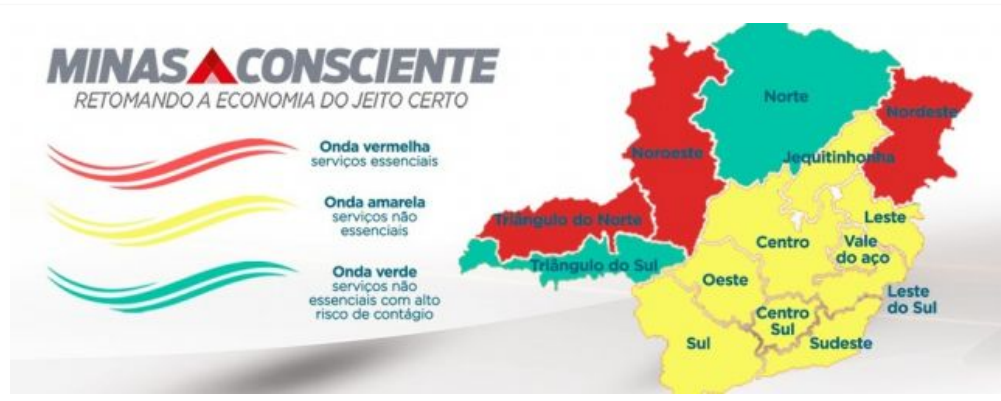 MINAS CONSCIENTE
RETOMANDO A ECONOMIA DO JEITO CERTO
Onda vermelha
serviços essenciais
Onda amarela
serviços não
essenciais
Onda verde
serviços não
essenciais com alto
risco de contágio
Norte
Nordeste
Noroeste
Jequitinhonha
Triângulo do Norte
Leste
Centro
Vale
do aço
Triângulo do Sul
Oeste
Leste
do Sul
Centro
Sul
Sul
Sudeste